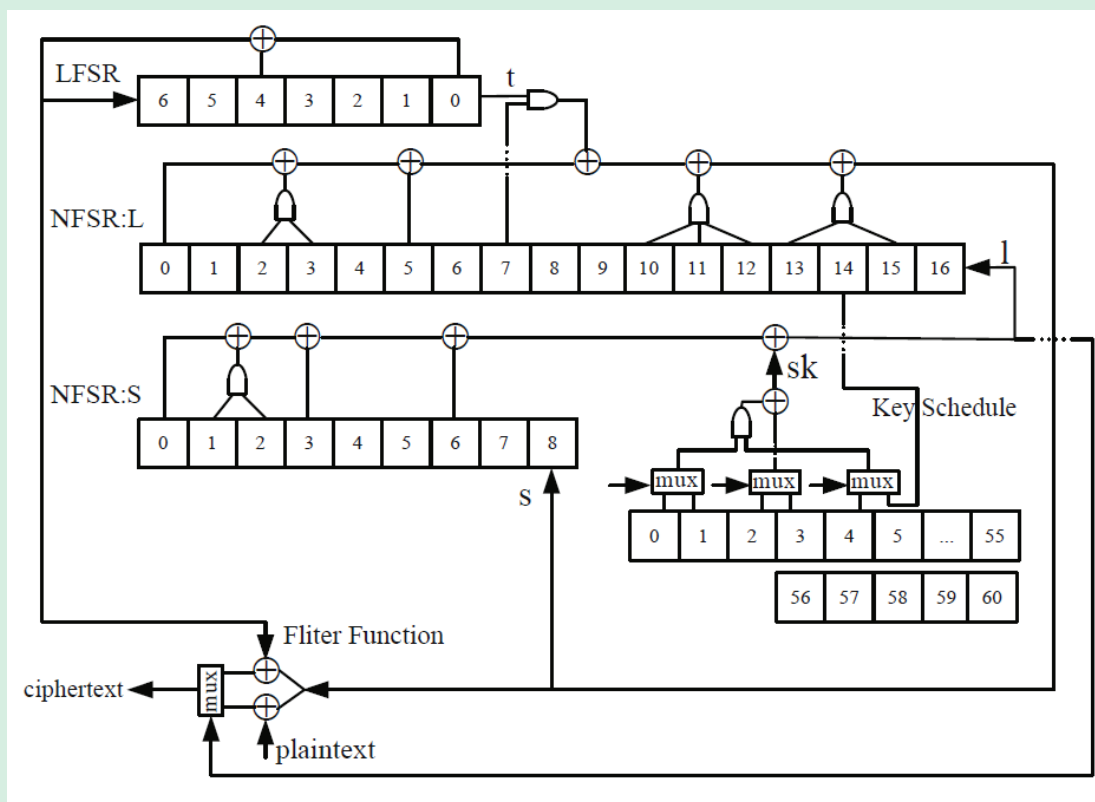 LFSR
t
6 5 4 3 2 1 0
NFSR:L
0 1 2 3 4 5 6 7 8 9 10 11 12 13 14 15 16
l
NFSR:S
sk
Key Schedule
0 1 2 3 4 5 6 7 8
s
mux mux mux
0 1 2 3 4 5 ... 55
56 57 58 59 60
Fliter Function
ciphertext
mux
plaintext